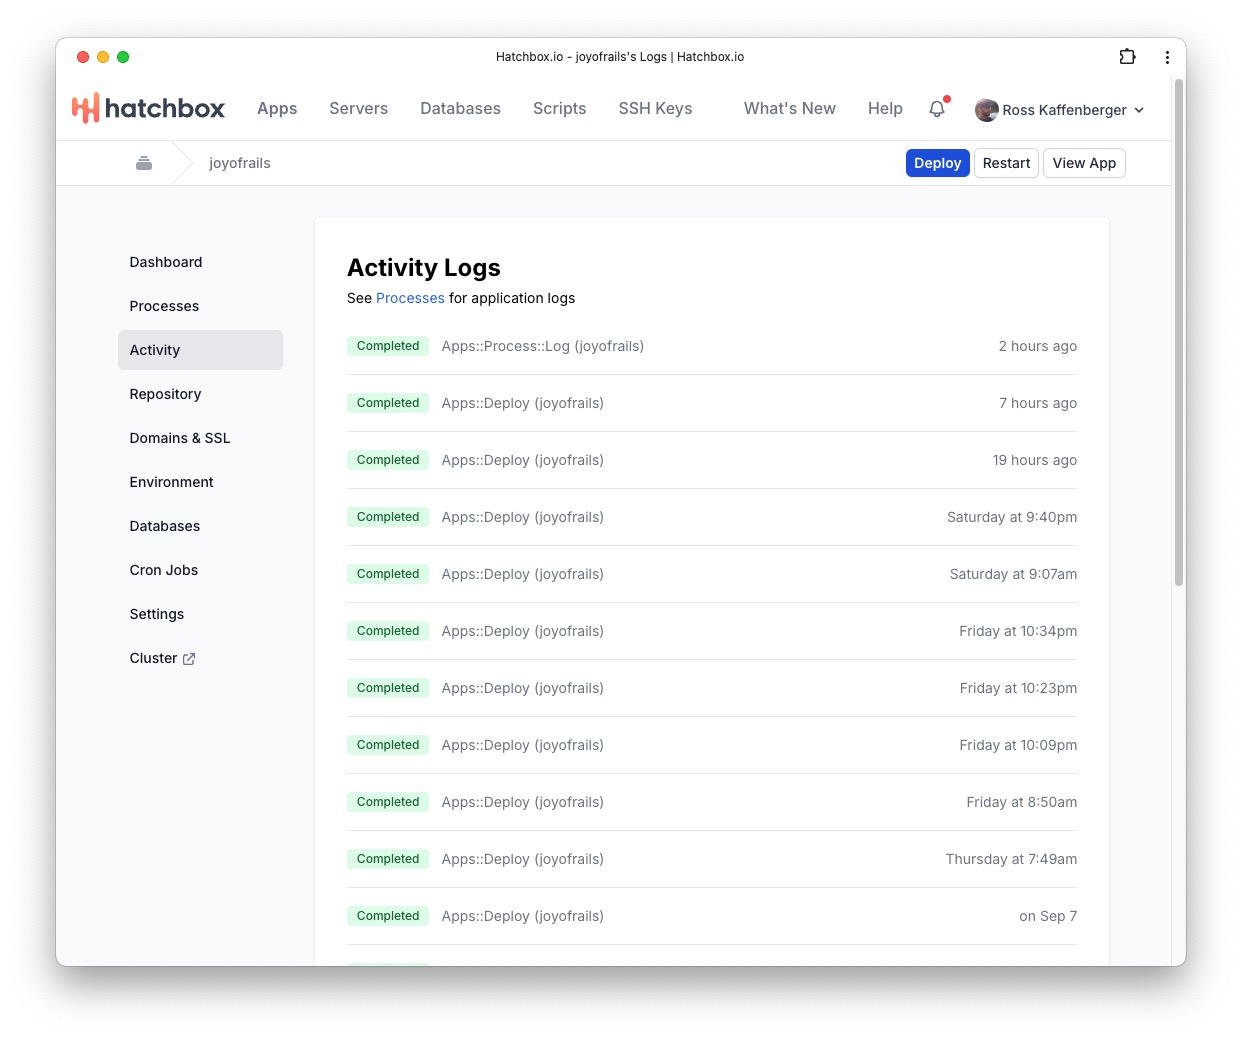 Hatchbox.io - joyofrails's Logs | Hatchbox.io
hatchbox Apps Servers Databases Scripts SSH Keys What's New Help Ross Kaffenberger
joyofrails Deploy Restart View App
Dashboard
Processes
Activity
Repository
Domains & SSL
Environment
Databases
Cron Jobs
Settings
Cluster
Activity Logs
See Processes for application logs
Completed Apps::Process::Log (joyofrails) 2 hours ago
Completed Apps::Deploy (joyofrails) 7 hours ago
Completed Apps::Deploy (joyofrails) 19 hours ago
Completed Apps::Deploy (joyofrails) Saturday at 9:40pm
Completed Apps::Deploy (joyofrails) Saturday at 9:07am
Completed Apps::Deploy (joyofrails) Friday at 10:34pm
Completed Apps::Deploy (joyofrails) Friday at 10:23pm
Completed Apps::Deploy (joyofrails) Friday at 10:09pm
Completed Apps::Deploy (joyofrails) Friday at 8:50am
Completed Apps::Deploy (joyofrails) Thursday at 7:49am
Completed Apps::Deploy (joyofrails) on Sep 7